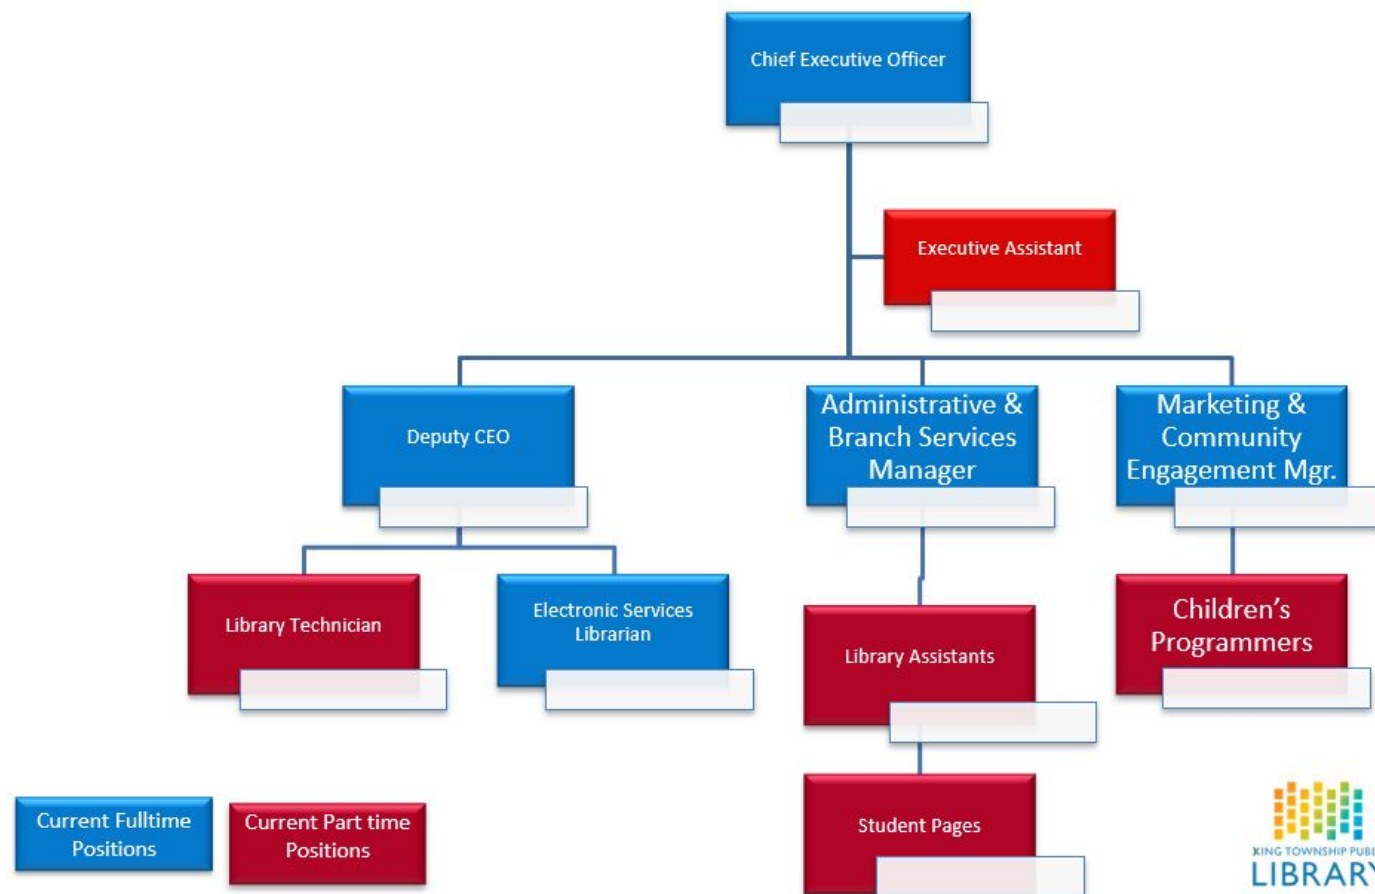 Chief Executive Officer
Executive Assistant
Deputy CEO
Administrative &
Branch Services
Manager
Marketing &
Community
Engagement Mgr.
Library Technician
Electronic Services
Librarian
Library Assistants
Children's
Programmers
Student Pages
Current Fulltime
Positions
Current Part time
Positions
KING TOWNSHIP PUBL
LIBRARY